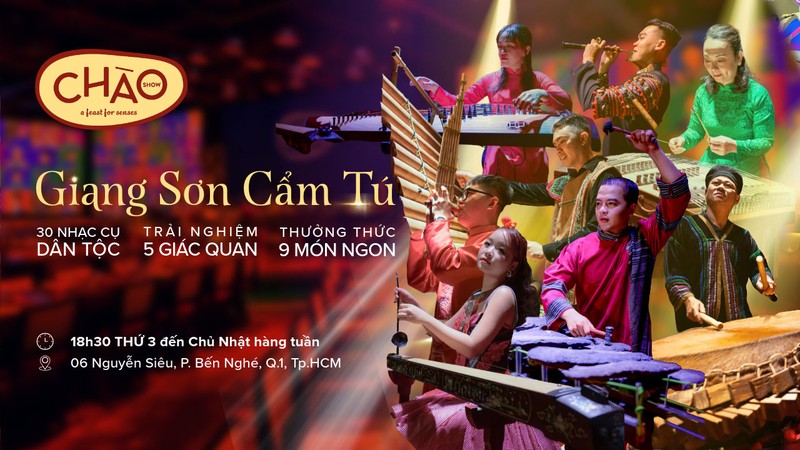 CHÀO
SHOW
a feast for senses
Giang Sơn Cẩm Tú
30 NHẠC CỤ
DÂN TỘC
TRẢI NGHIỆM
5 GIÁC QUAN
THƯỞNG THỨC
9 MÓN NGON
18h30 THỨ 3 đến Chủ Nhật hàng tuần
06 Nguyễn Siêu, P. Bến Nghé, Q.1, Tp.HCM